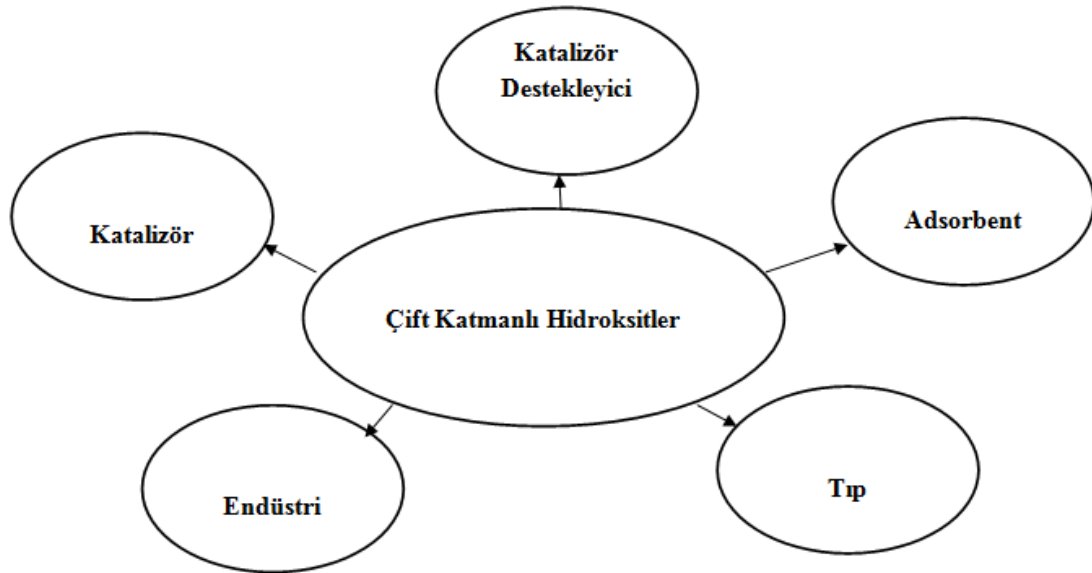 Katalizör
Destekleyici
Katalizör
Adsorbent
Çift Katmanlı Hidroksitler
Endüstri
Tıp